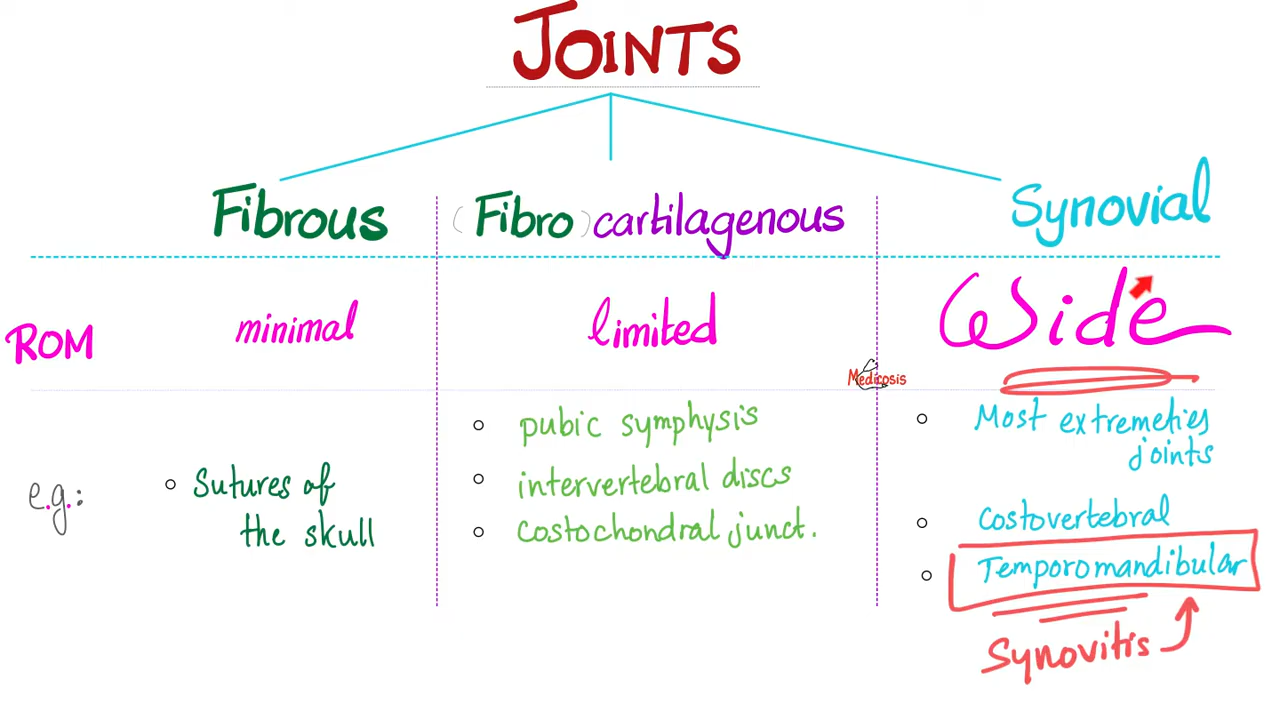 JOINTS
Fibrous
(Fibro) cartilagenous
Synovial
ROM
minimal
limited
Wide
Medicosis
e.g.:
Sutures of
the skull
pubic symphysis
intervertebral discs
costochondral junct.
Most extremeties
joints
Costovertebral
Temporomandibular
Synovitis